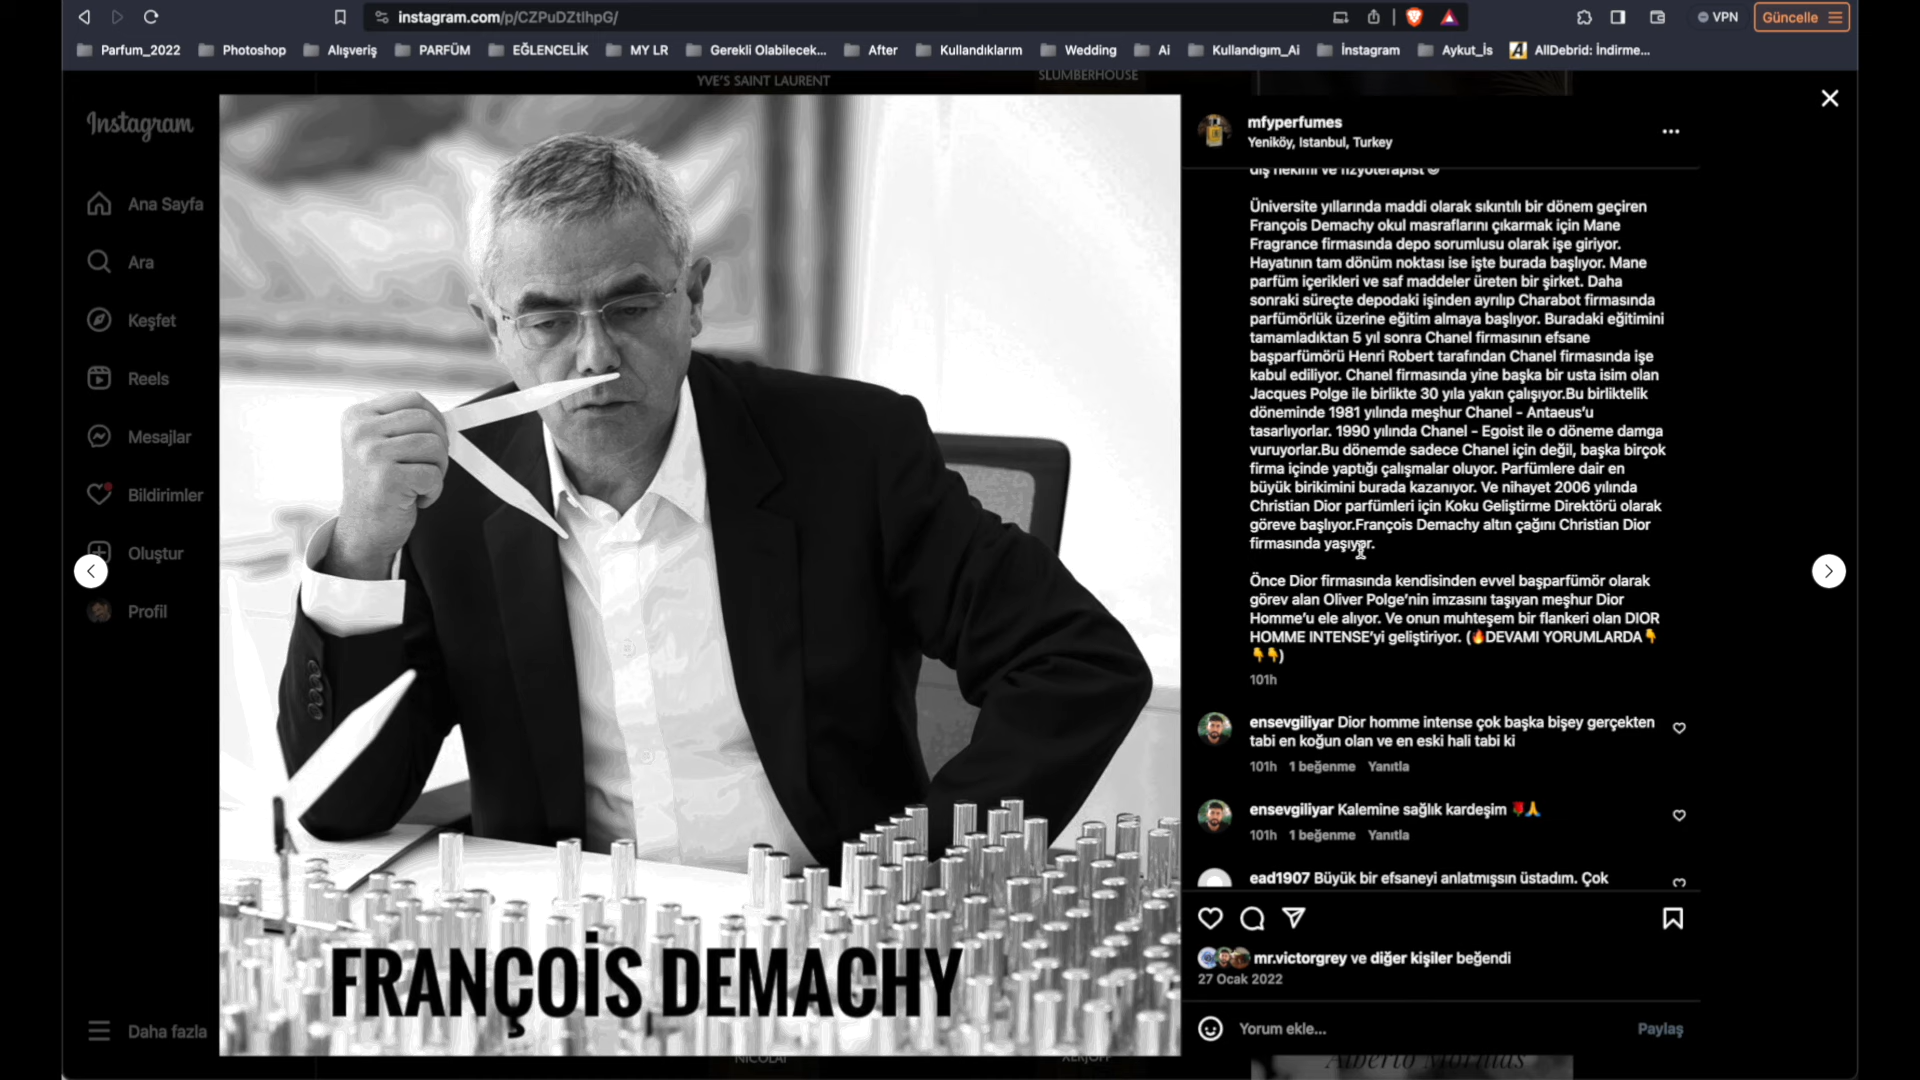 instagram.com/p/CZPuDZtlhpG/
VPN
Güncelle
Parfum_2022
Photoshop
Alışveriş
PARFÜM
EĞLENCELİK
MY LR
Gerekli Olabilecek...
After
Kullandıklarım
Wedding
Ai
Kullandıgım_Ai
İnstagram
Aykut_İs
AllDebrid: İndirme...
YVE'S SAINT LAURENT
SLUMBERHOUSE
Instagram
Ana Sayfa
Ara
Keşfet
Reels
Mesajlar
Bildirimler
Oluştur
Profil
Daha fazla
FRANÇOİS DEMACHY
NICOLAI
XERJOFF
mfyperfumes
Yeniköy, Istanbul, Turkey
diş hekimi ve fizyoterapist
Üniversite yıllarında maddi olarak sıkıntılı bir dönem geçiren
François Demachy okul masraflarını çıkarmak için Mane
Fragrance firmasında depo sorumlusu olarak işe giriyor.
Hayatının tam dönüm noktası ise işte burada başlıyor. Mane
parfüm içerikleri ve saf maddeler üreten bir şirket. Daha
sonraki süreçte depodaki işinden ayrılıp Charabot firmasında
parfümörlük üzerine eğitim almaya başlıyor. Buradaki eğitimini
tamamladıktan 5 yıl sonra Chanel firmasının efsane
başparfümörü Henri Robert tarafından Chanel firmasında işe
kabul ediliyor. Chanel firmasında yine başka bir usta isim olan
Jacques Polge ile birlikte 30 yıla yakın çalışıyor.Bu birliktelik
döneminde 1981 yılında meşhur Chanel - Antaeus'u
tasarlıyorlar. 1990 yılında Chanel - Egoist ile o döneme damga
vuruyorlar.Bu dönemde sadece Chanel için değil, başka birçok
firma içinde yaptığı çalışmalar oluyor. Parfümlere dair en
büyük birikimini burada kazanıyor. Ve nihayet 2006 yılında
Christian Dior parfümleri için Koku Geliştirme Direktörü olarak
göreve başlıyor.François Demachy altın çağını Christian Dior
firmasında yaşıyor.
Önce Dior firmasında kendisinden evvel başparfümör olarak
görev alan Oliver Polge'nin imzasını taşıyan meşhur Dior
Homme'u ele alıyor. Ve onun muhteşem bir flankeri olan DIOR
HOMME INTENSE'yi geliştiriyor. (🔥DEVAMI YORUMLARDA👇
👇👇)
101h
ensevgiliyar Dior homme intense çok başka bişey gerçekten
tabi en koğun olan ve en eski hali tabi ki
101h 1 beğenme Yanıtla
ensevgiliyar Kalemine sağlık kardeşim 🌹🙏
101h 1 beğenme Yanıtla
ead1907 Büyük bir efsaneyi anlatmışsın üstadım. Çok
mr.victorgrey ve diğer kişiler beğendi
27 Ocak 2022
Yorum ekle...
Paylaş
Alberto Morillas